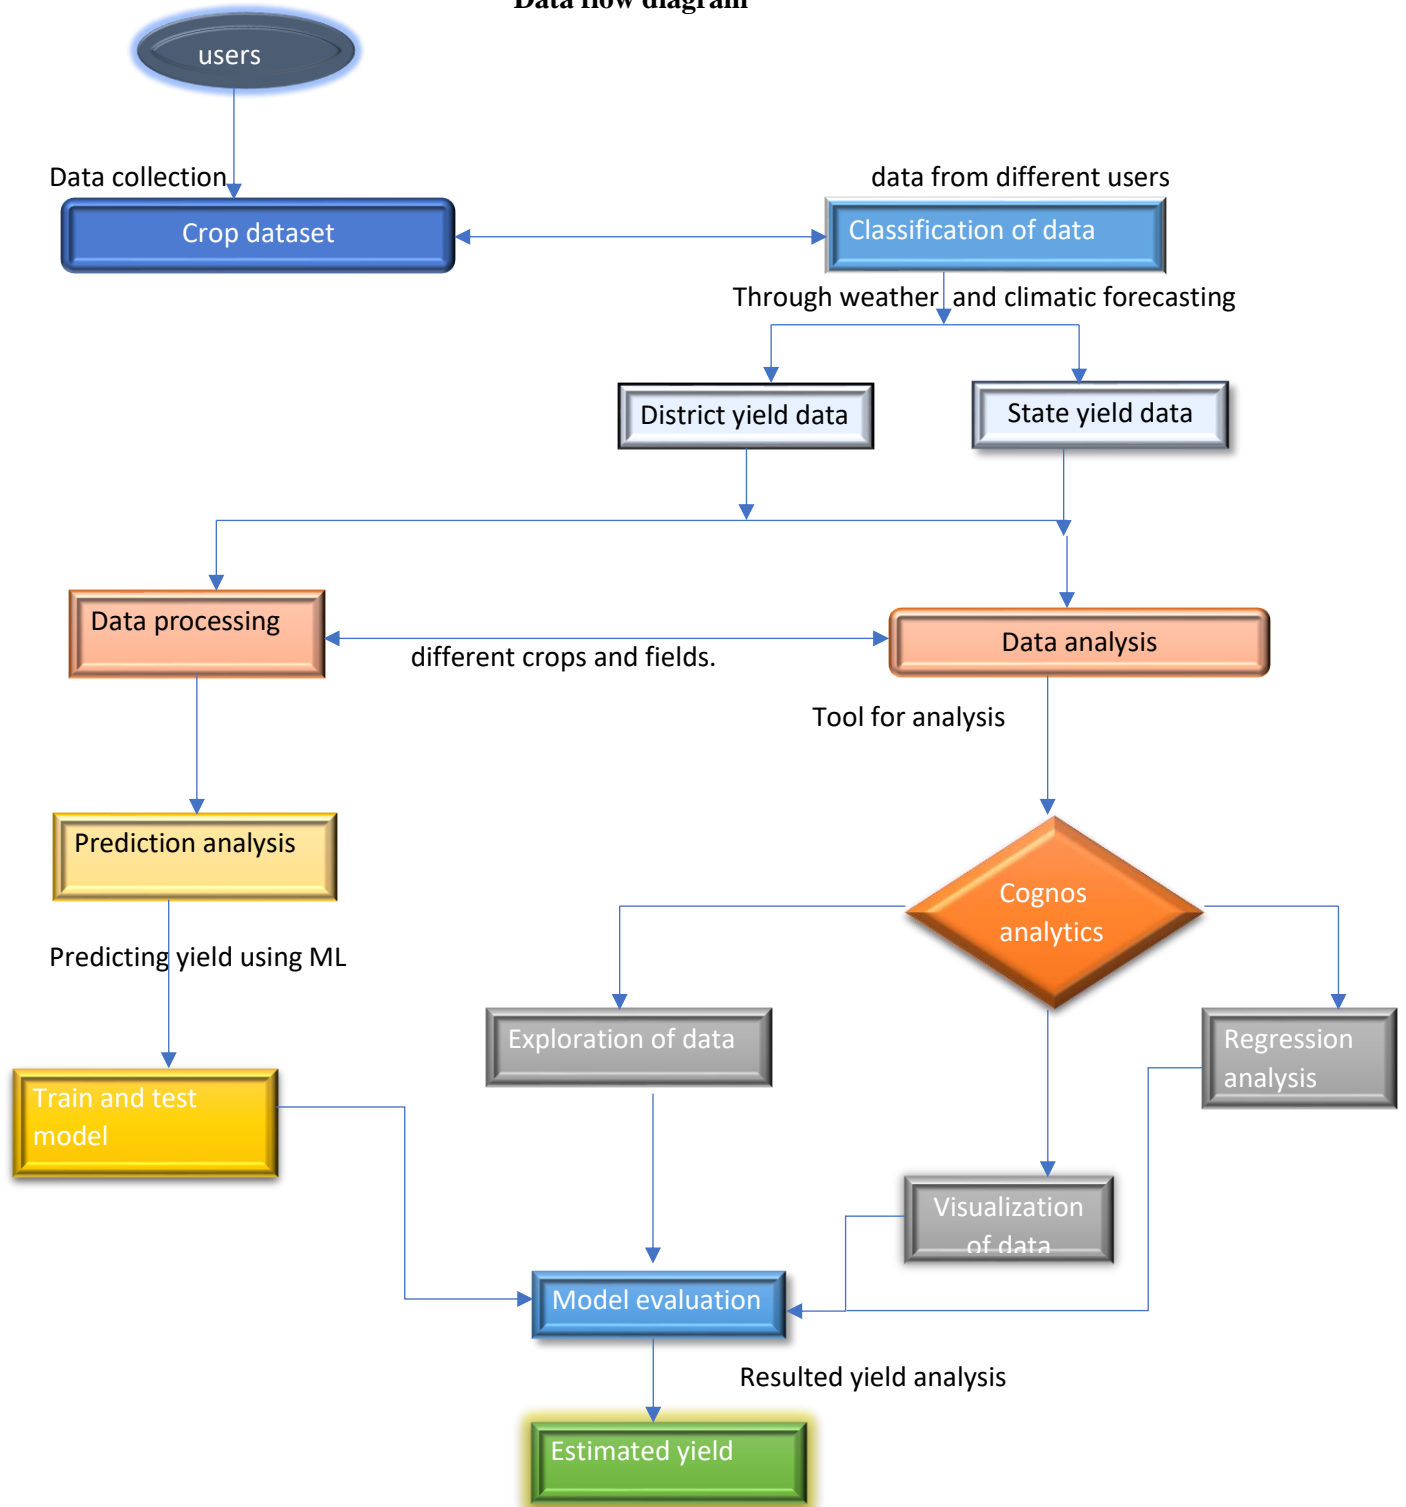 Data flow diagram
users
Data collection
data from different users
Crop dataset
Classification of data
Through weather and climatic forecasting
District yield data
State yield data
Data processing
Data analysis
different crops and fields.
Tool for analysis
Prediction analysis
Cognos
analytics
Predicting yield using ML
Exploration of data
Regression
analysis
Train and test
model
Visualization
of data
Model evaluation
Resulted yield analysis
Estimated yield